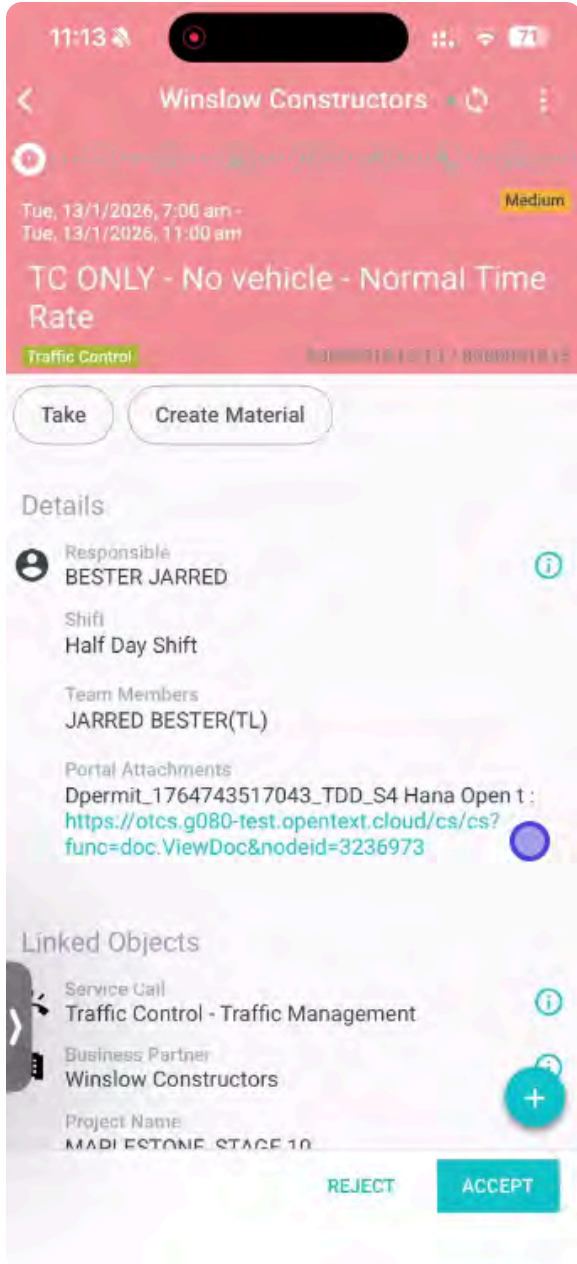 11:13
71
Winslow Constructors
Tue, 13/1/2026, 7:00 am -
Tue, 13/1/2026, 11:00 am
Medium
TC ONLY - No vehicle - Normal Time
Rate
Traffic Control
Take
Create Material
Details
Responsible
BESTER JARRED
Shift
Half Day Shift
Team Members
JARRED BESTER(TL)
Portal Attachments
Dpermit_1764743517043_TDD_S4 Hana Open t :
https://otcs.g080-test.opentext.cloud/cs/cs?
func=doc.ViewDoc&nodeid=3236973
Linked Objects
Service Call
Traffic Control - Traffic Management
Business Partner
Winslow Constructors
Project Name
MAPLESTONE STAGE 10
REJECT
ACCEPT